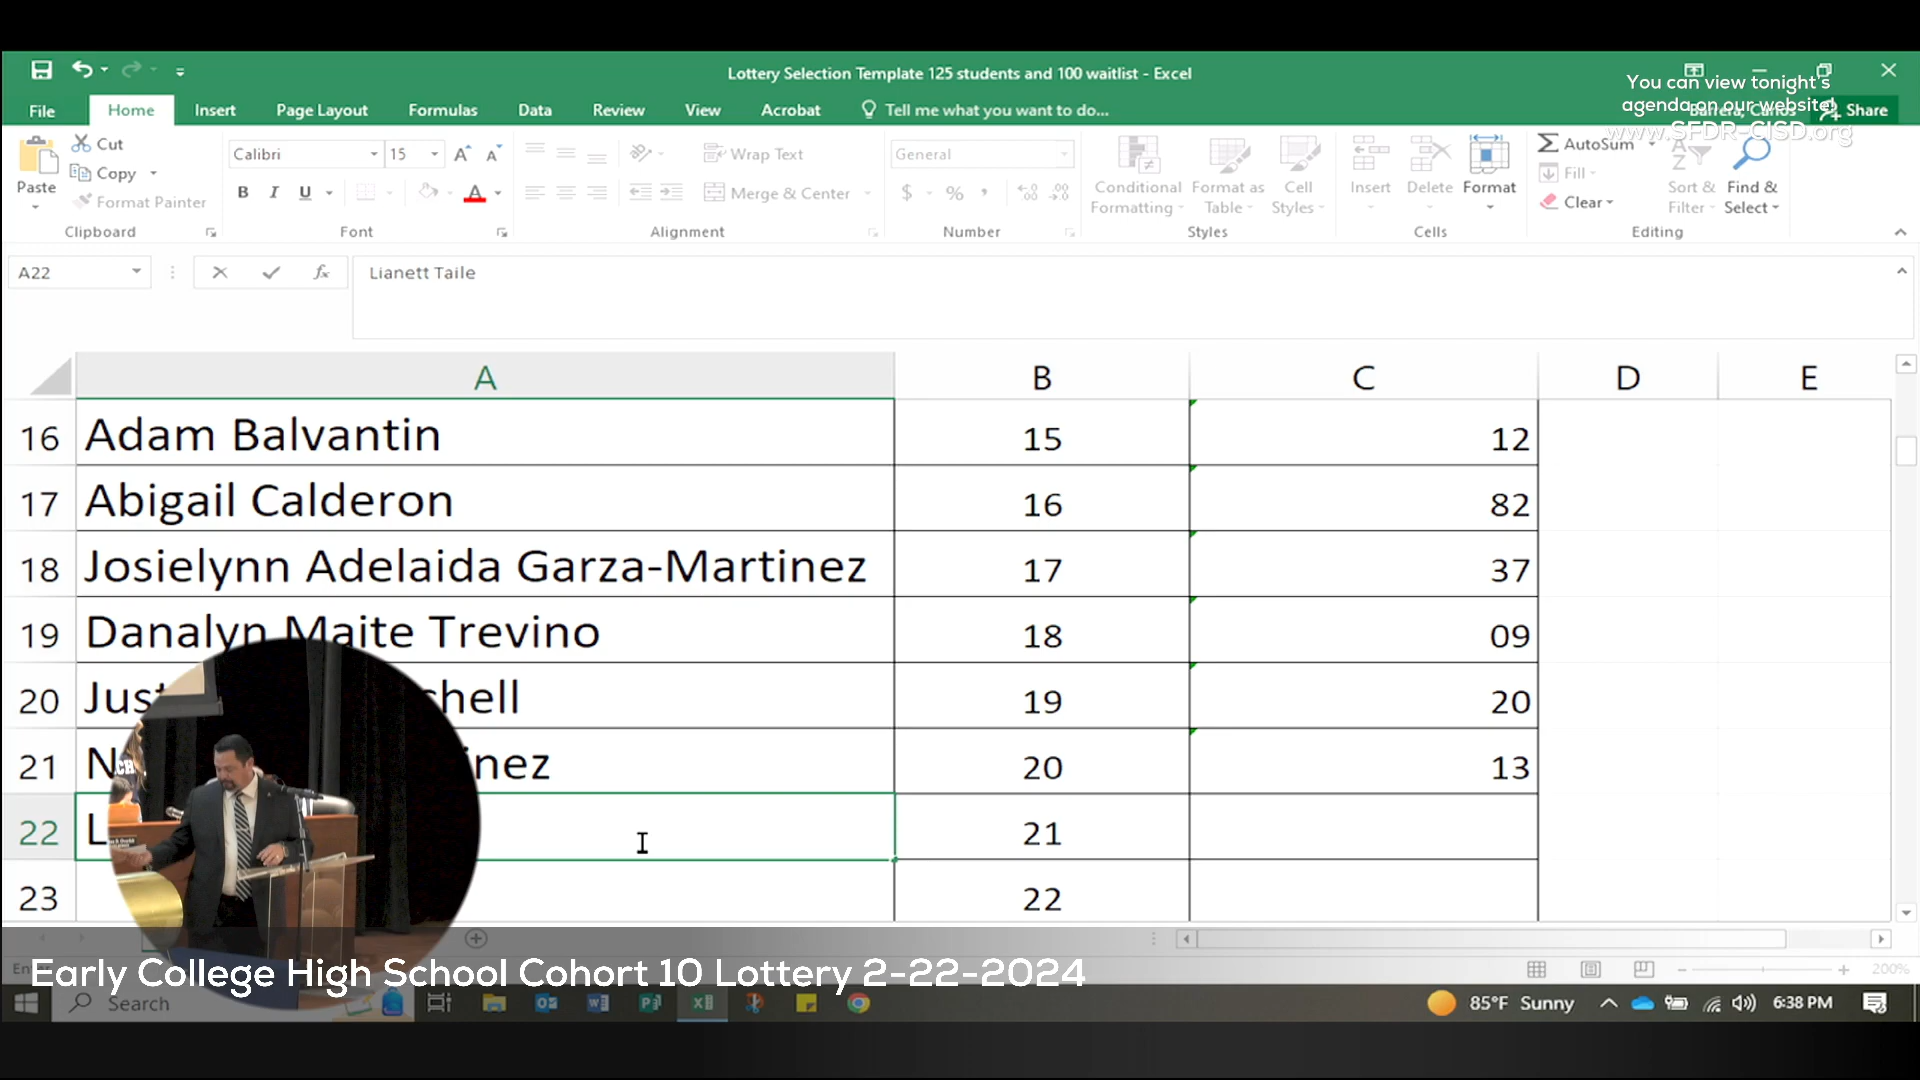 Lottery Selection Template 125 students and 100 waitlist - Excel
You can view tonight's
agenda on our website!
www.SFDR-CISD.org
File Home Insert Page Layout Formulas Data Review View Acrobat Tell me what you want to do... Barrera, Carlos Share
Cut
Copy
Format Painter
Paste
Clipboard
Calibri 15
B I U A
Font
Wrap Text
Merge & Center
Alignment
General
$ % ,
Number
Conditional Formatting
Format as Table
Cell Styles
Styles
Insert Delete Format
Cells
AutoSum
Fill
Clear
Sort & Filter
Find & Select
Editing
A22 fx Lianett Taile
A B C D E
16 Adam Balvantin 15 12
17 Abigail Calderon 16 82
18 Josielynn Adelaida Garza-Martinez 17 37
19 Danalyn Maite Trevino 18 09
20 Just hell 19 20
21 N nez 20 13
22 L 21
23 22
200%
Early College High School Cohort 10 Lottery 2-22-2024
Search 85°F Sunny 6:38 PM